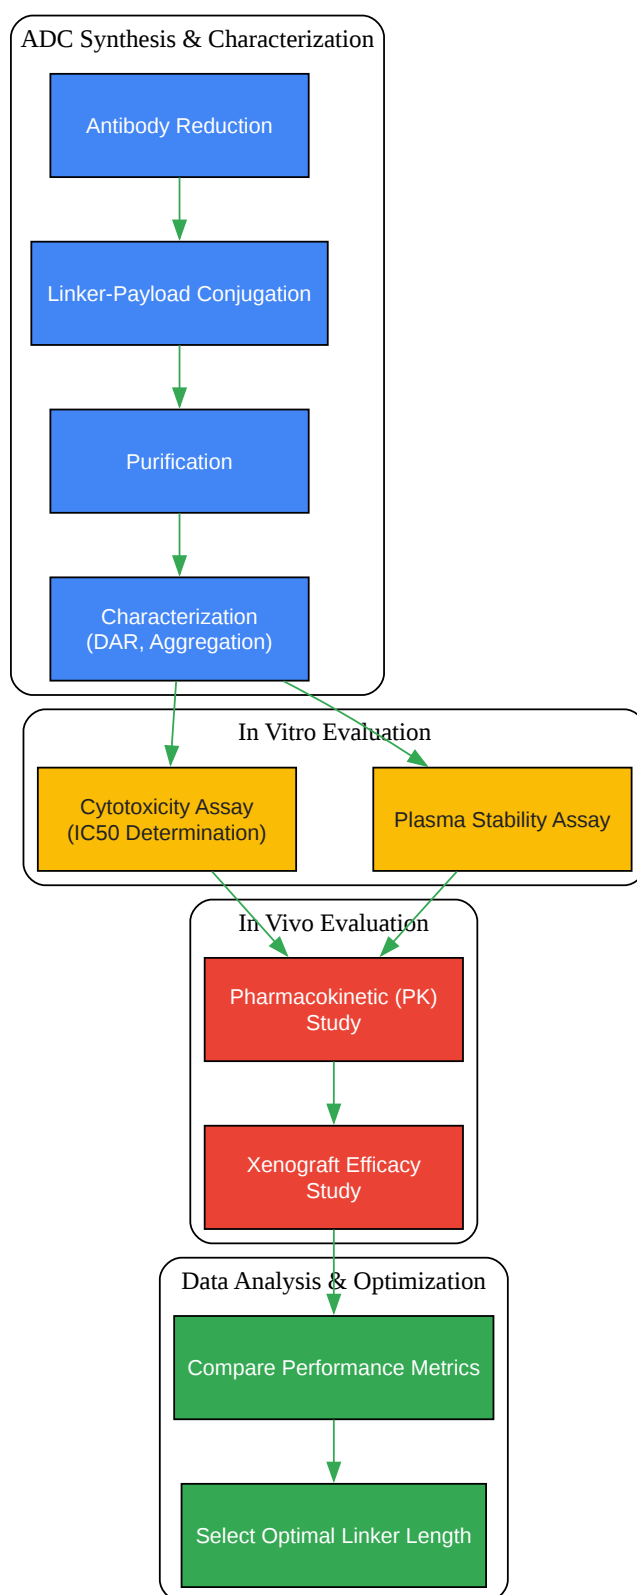 ADC Synthesis & Characterization
Antibody Reduction
Linker-Payload Conjugation
Purification
Characterization
(DAR, Aggregation)
In Vitro Evaluation
Cytotoxicity Assay
(IC50 Determination)
Plasma Stability Assay
In Vivo Evaluation
Pharmacokinetic (PK)
Study
Xenograft Efficacy
Study
Data Analysis & Optimization
Compare Performance Metrics
Select Optimal Linker Length